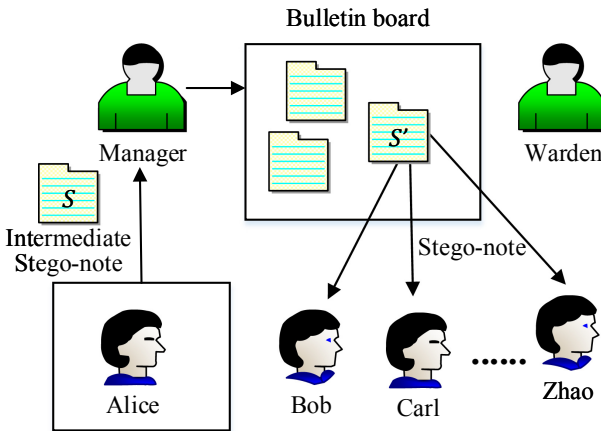 Bulletin board
Manager
Warden
S'
S
Intermediate
Stego-note
Stego-note
Alice
Bob
Carl
......
Zhao